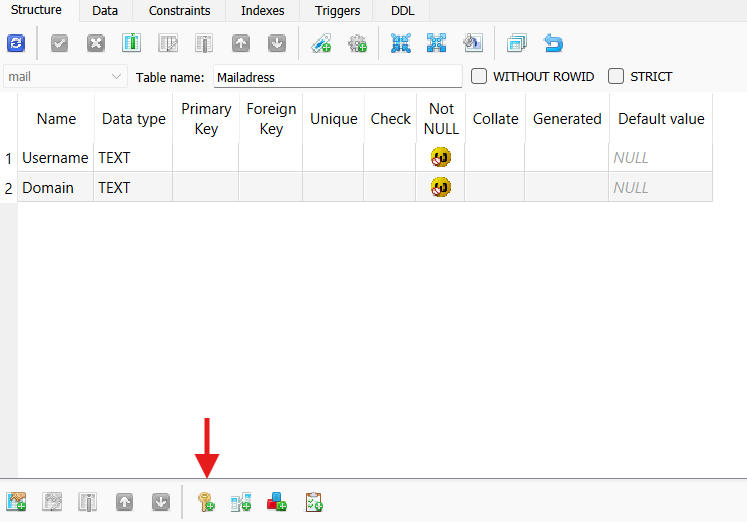 Structure Data Constraints Indexes Triggers DDL
mail Table name: Mailadress WITHOUT ROWID STRICT
Name Data type Primary Key Foreign Key Unique Check Not NULL Collate Generated Default value
1 Username TEXT NULL
2 Domain TEXT NULL